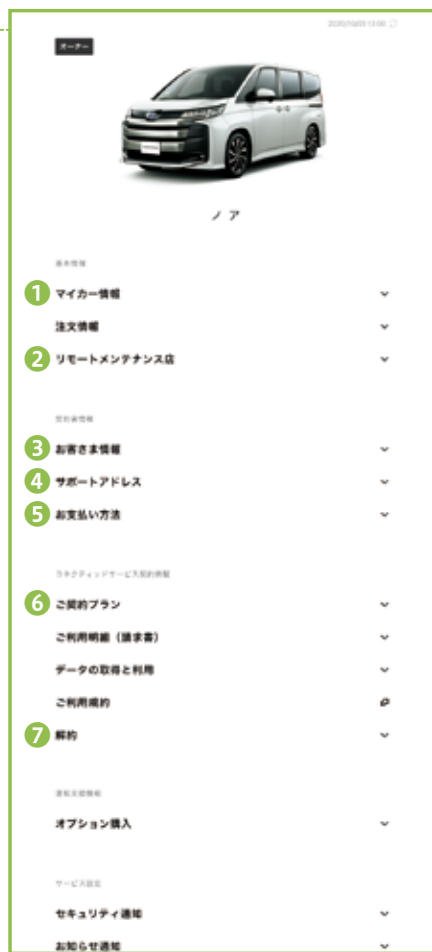 2020/10/03 13:00
オーナー
ノア
基本情報
1 マイカー情報
注文情報
2 リモートメンテナンス店
契約者情報
3 お客さま情報
4 サポートアドレス
5 お支払い方法
コネクティッドサービス契約情報
6 ご契約プラン
ご利用明細（請求書）
データの取得と利用
ご利用規約
7 解約
運転支援機能
オプション購入
サービス設定
セキュリティ通知
お知らせ通知